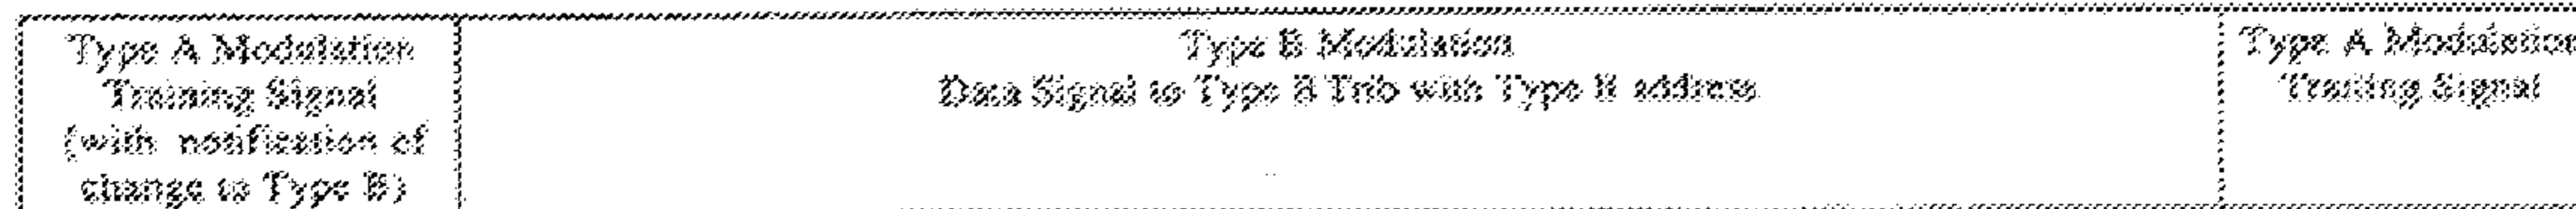 Type A Modulation
Training Signal
(with notification of
change to Type B)
Type B Modulation
Data Signal to Type B Trib with Type B address
Type A Modulation
Trailing Signal